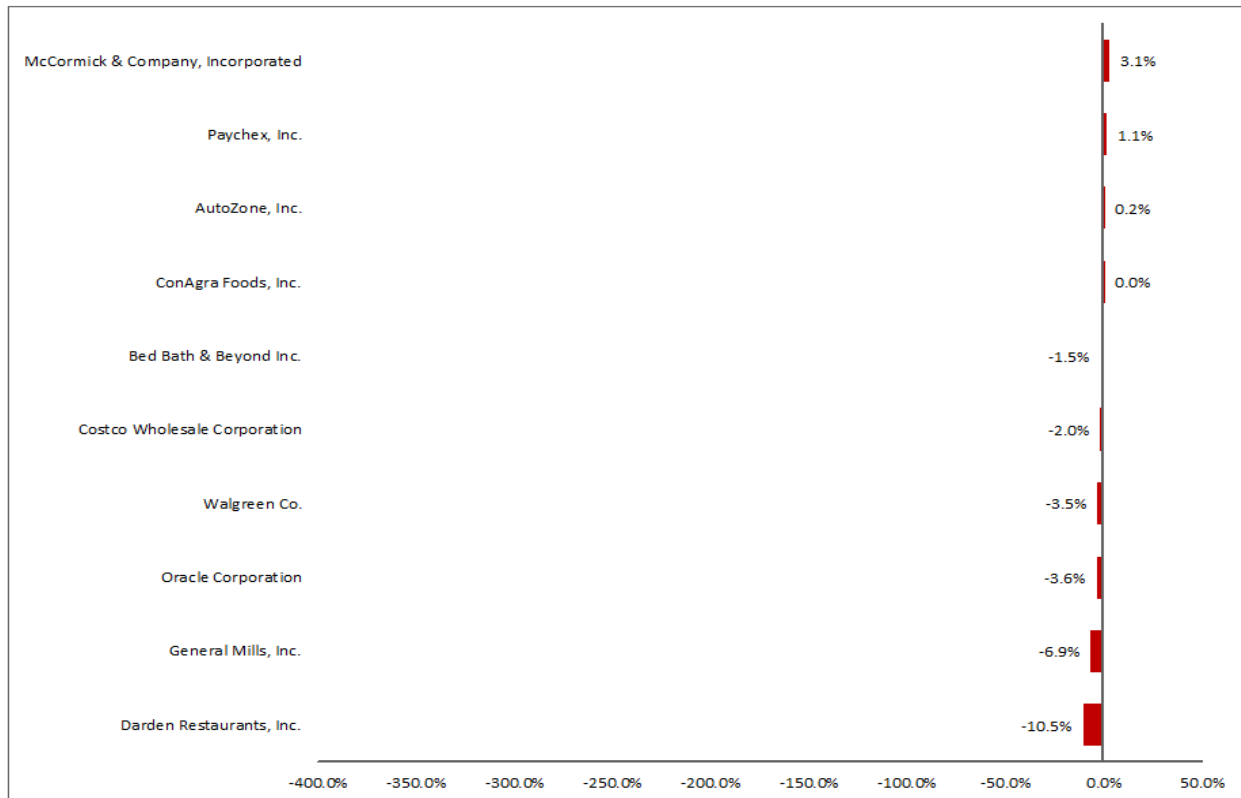 McCormick & Company, Incorporated 3.1%
Paychex, Inc. 1.1%
AutoZone, Inc. 0.2%
ConAgra Foods, Inc. 0.0%
Bed Bath & Beyond Inc. -1.5%
Costco Wholesale Corporation -2.0%
Walgreen Co. -3.5%
Oracle Corporation -3.6%
General Mills, Inc. -6.9%
Darden Restaurants, Inc. -10.5%
-400.0% -350.0% -300.0% -250.0% -200.0% -150.0% -100.0% -50.0% 0.0% 50.0%